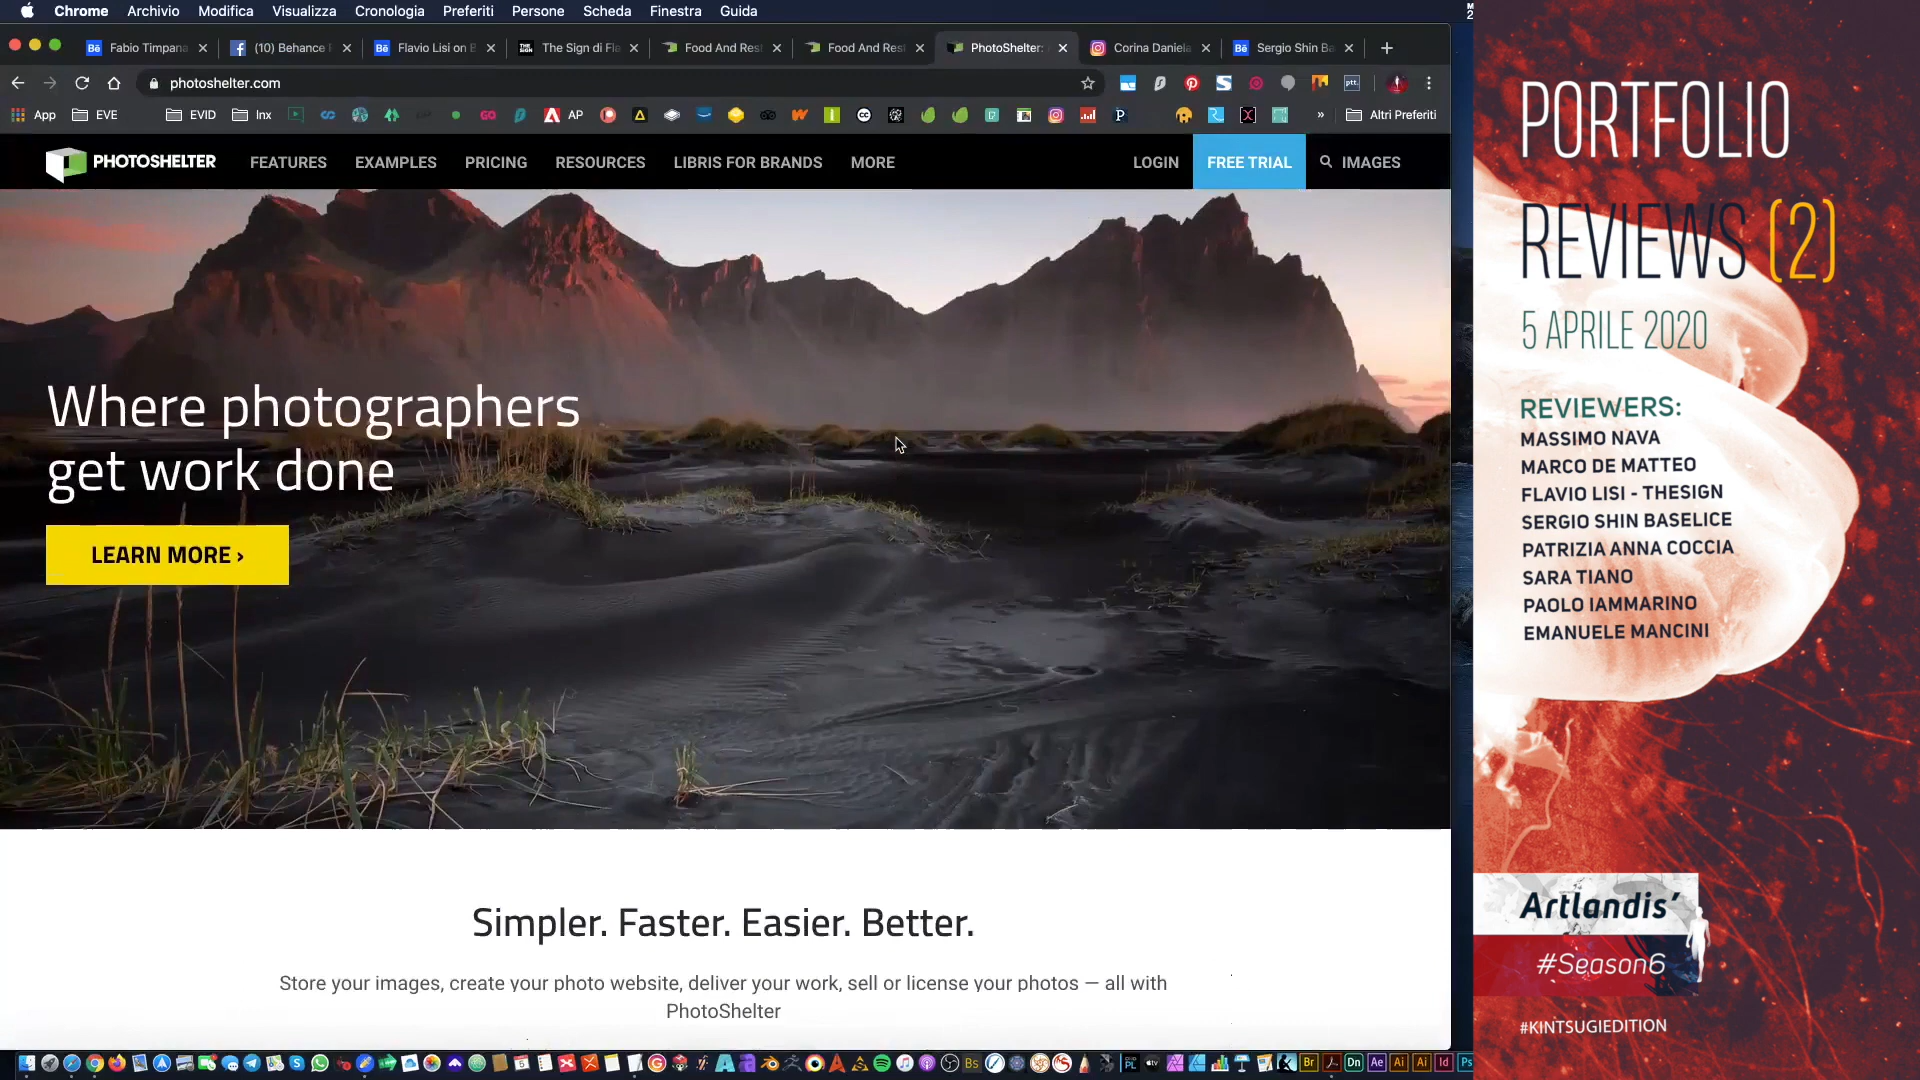 Chrome Archivio Modifica Visualizza Cronologia Preferiti Persone Scheda Finestra Guida
Fabio Timpana (10) Behance Flavio Lisi on B The Sign di Fla Food And Rest Food And Rest PhotoShelter: Corina Daniela Sergio Shin Ba
photoshelter.com
App EVE EVID Inx AP Altri Preferiti
PHOTOSHELTER FEATURES EXAMPLES PRICING RESOURCES LIBRIS FOR BRANDS MORE LOGIN FREE TRIAL IMAGES
Where photographers
get work done
LEARN MORE ›
Simpler. Faster. Easier. Better.
Store your images, create your photo website, deliver your work, sell or license your photos — all with
PhotoShelter
PORTFOLIO
REVIEWS (2)
5 APRILE 2020
REVIEWERS:
MASSIMO NAVA
MARCO DE MATTEO
FLAVIO LISI - THESIGN
SERGIO SHIN BASELICE
PATRIZIA ANNA COCCIA
SARA TIANO
PAOLO IAMMARINO
EMANUELE MANCINI
Artlandis'
#Season6
#KINTSUGIEDITION